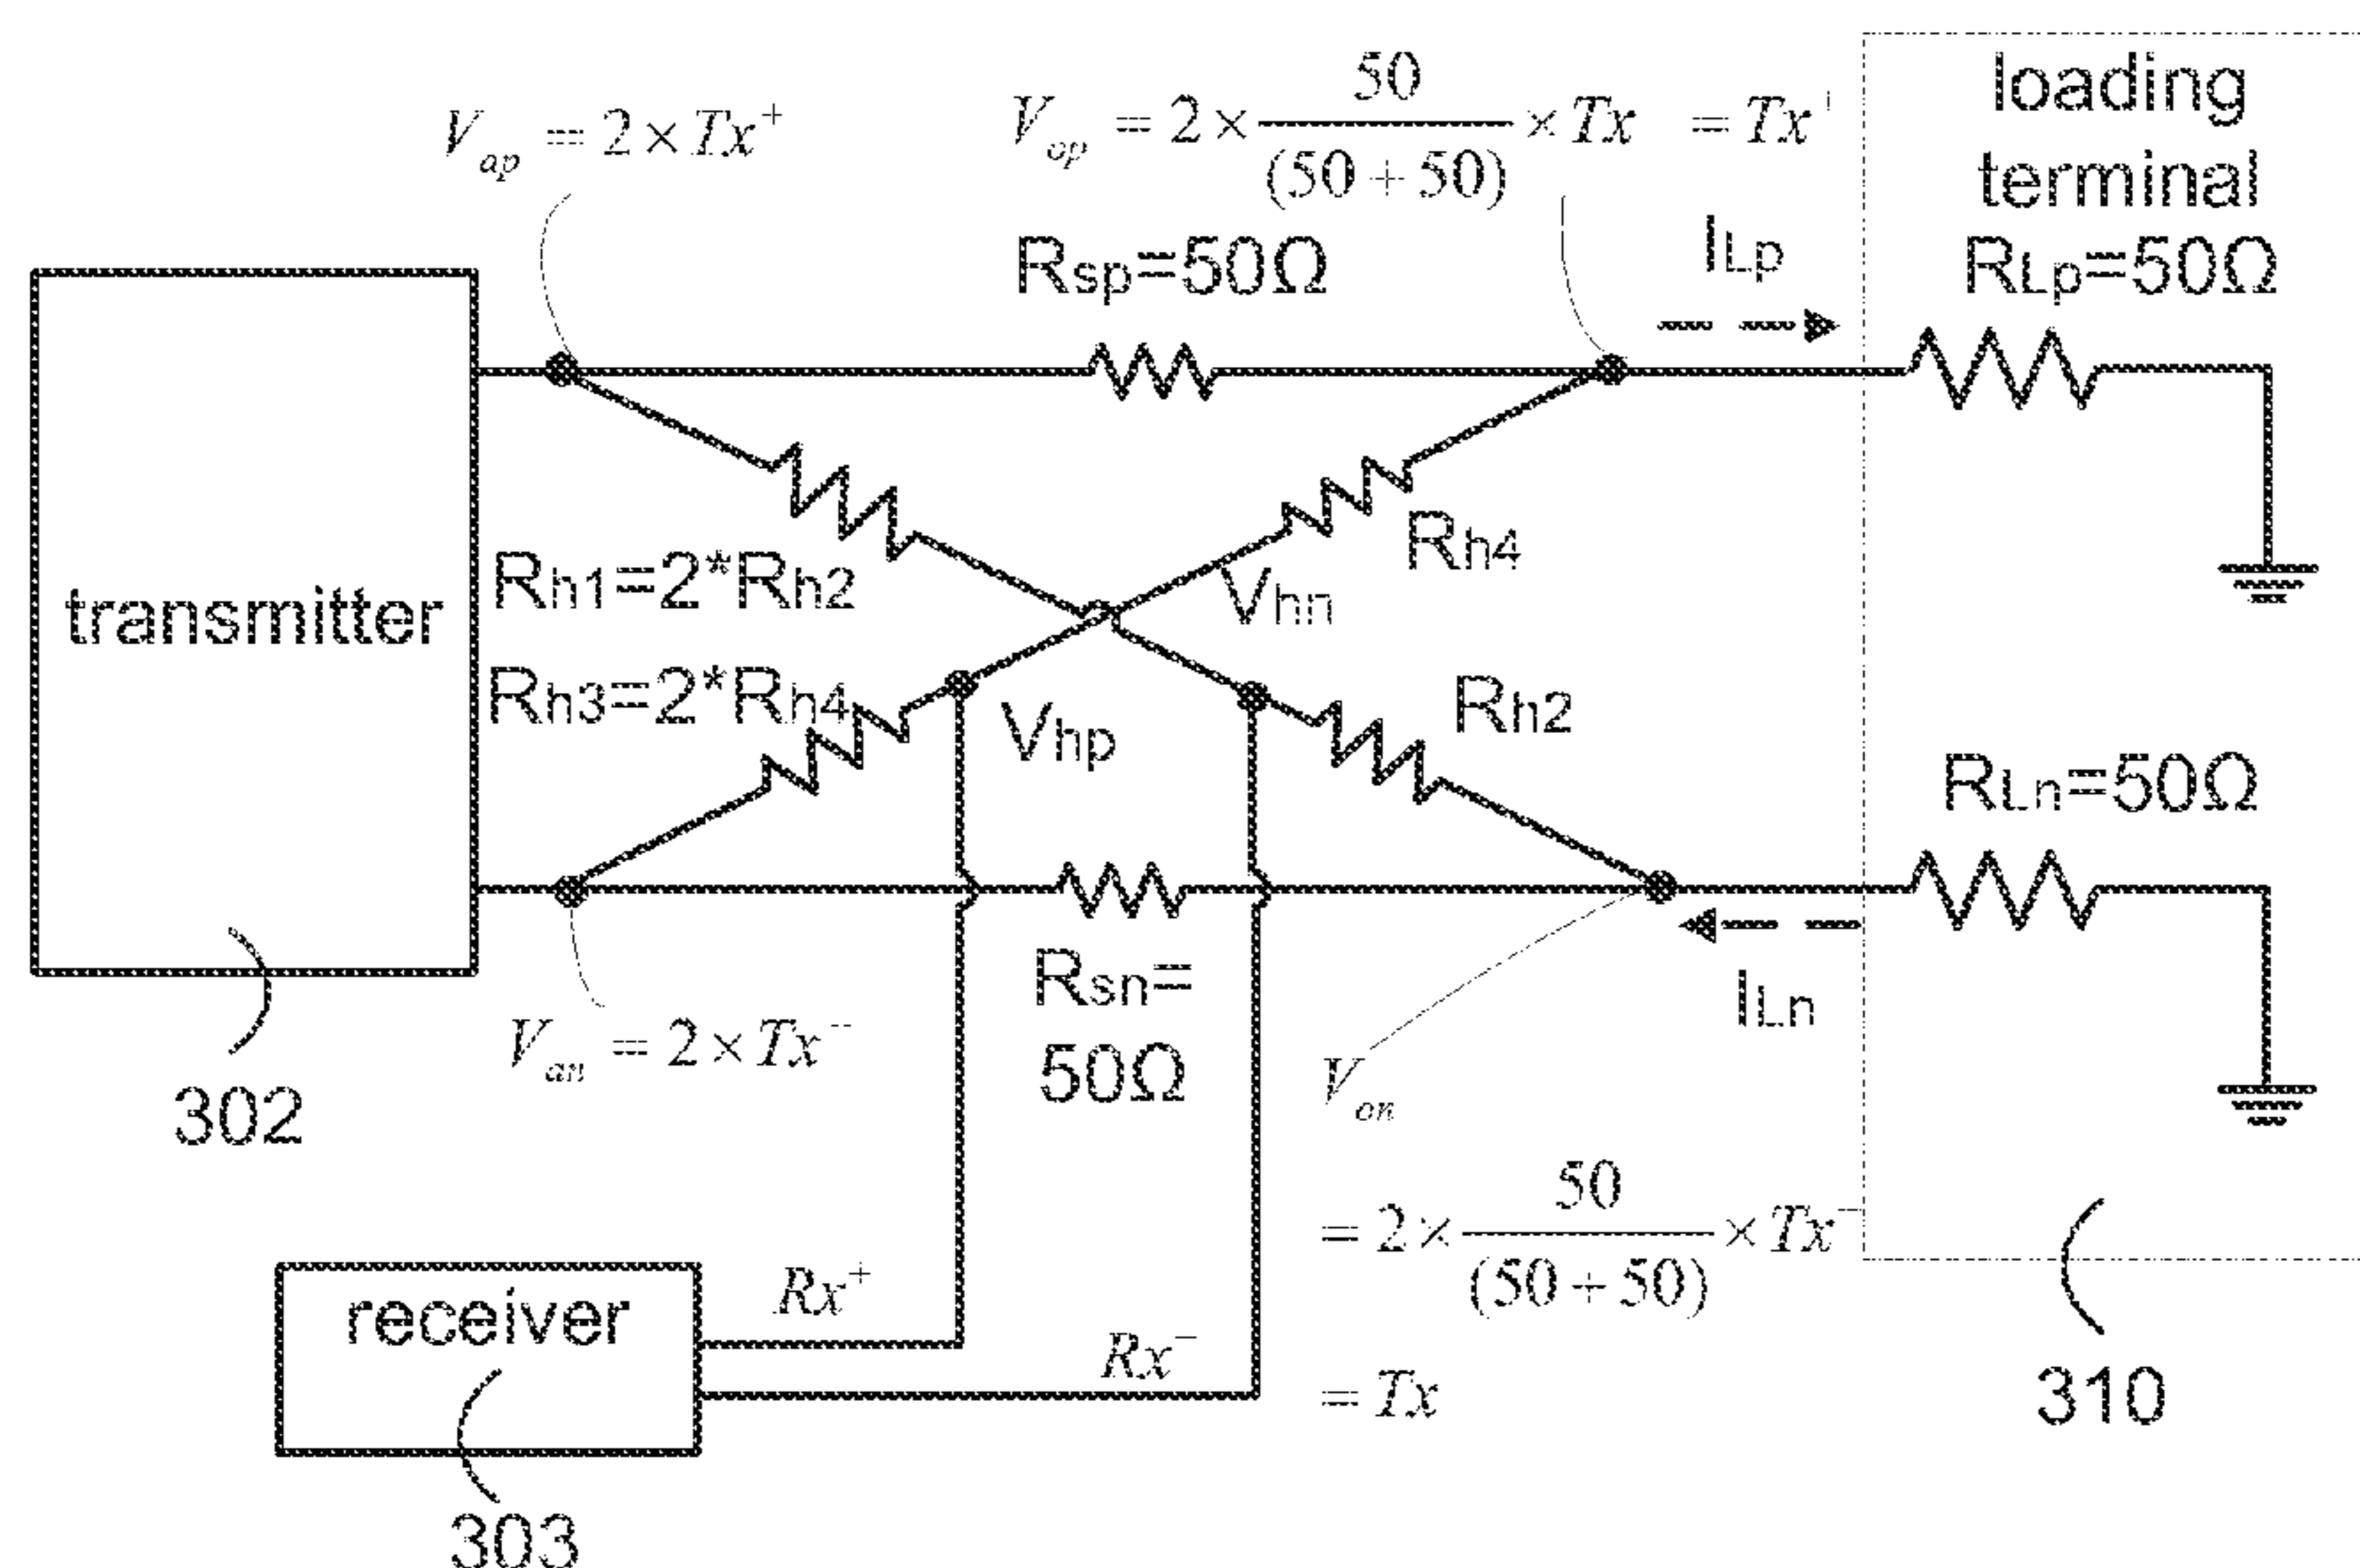 V_ap = 2 × Tx⁺
V_op = 2 × 50/(50 + 50) × Tx = Tx⁺
loading
terminal
RLp=50Ω
ILp
Rsp=50Ω
transmitter
Rh1=2*Rh2
Rh3=2*Rh4
Rh4
Vhn
Vhp
Rh2
RLn=50Ω
Rsn=
50Ω
ILn
V_an = 2 × Tx⁻
302
V_on
= 2 × 50/(50 + 50) × Tx⁻
= Tx
receiver
Rx⁺
Rx⁻
303
310